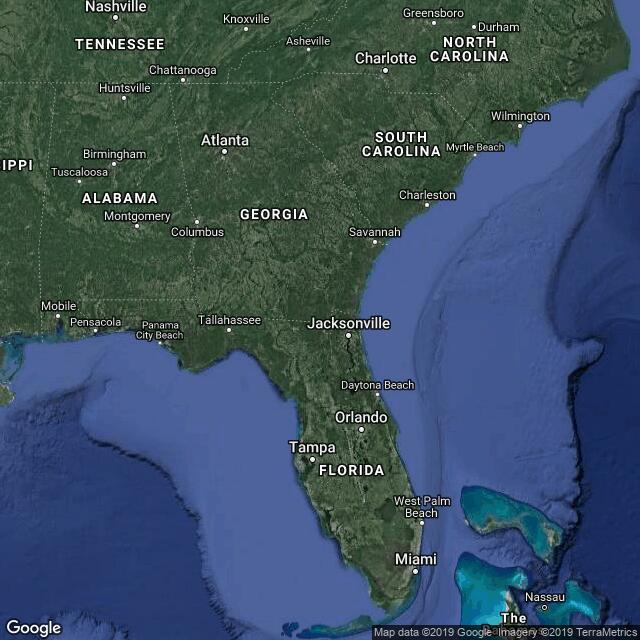 Nashville
Knoxville
Greensboro
Durham
TENNESSEE
Asheville
NORTH
CAROLINA
Charlotte
Chattanooga
Huntsville
Wilmington
Atlanta
SOUTH
CAROLINA
Myrtle Beach
Birmingham
IPPI
Tuscaloosa
ALABAMA
Charleston
Montgomery
GEORGIA
Columbus
Savannah
Mobile
Pensacola
Panama
City Beach
Tallahassee
Jacksonville
Daytona Beach
Orlando
Tampa
FLORIDA
West Palm
Beach
Miami
Nassau
The
Google
Map data ©2019 Google Imagery ©2019 TerraMetrics